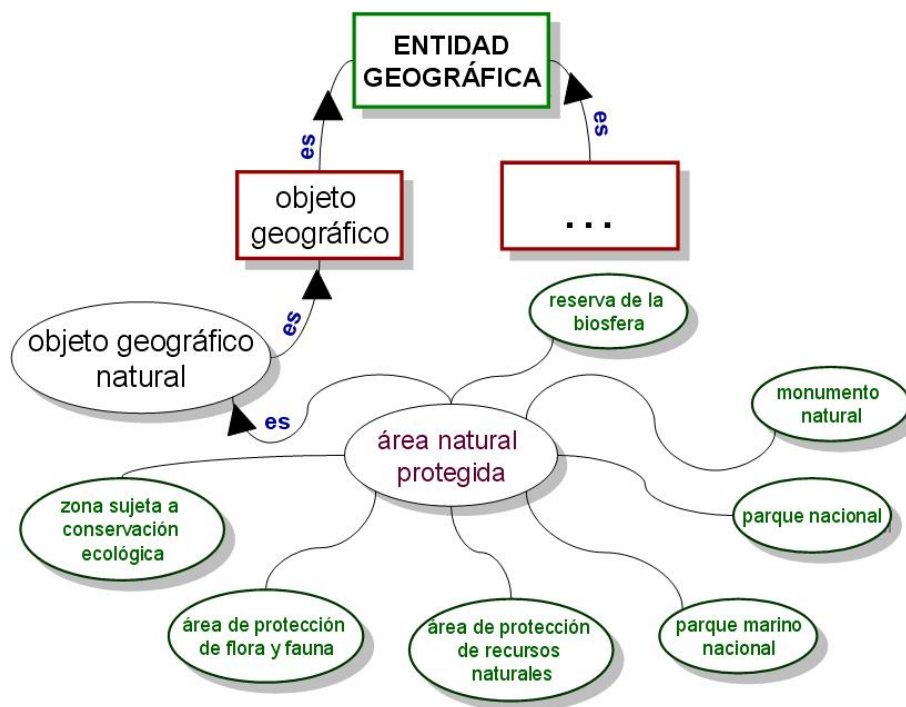 ENTIDAD
GEOGRÁFICA
es
es
objeto
geográfico
...
es
objeto geográfico
natural
es
área natural
protegida
reserva de la
biosfera
monumento
natural
parque nacional
parque marino
nacional
área de protección
de recursos
naturales
área de protección
de flora y fauna
zona sujeta a
conservación
ecológica